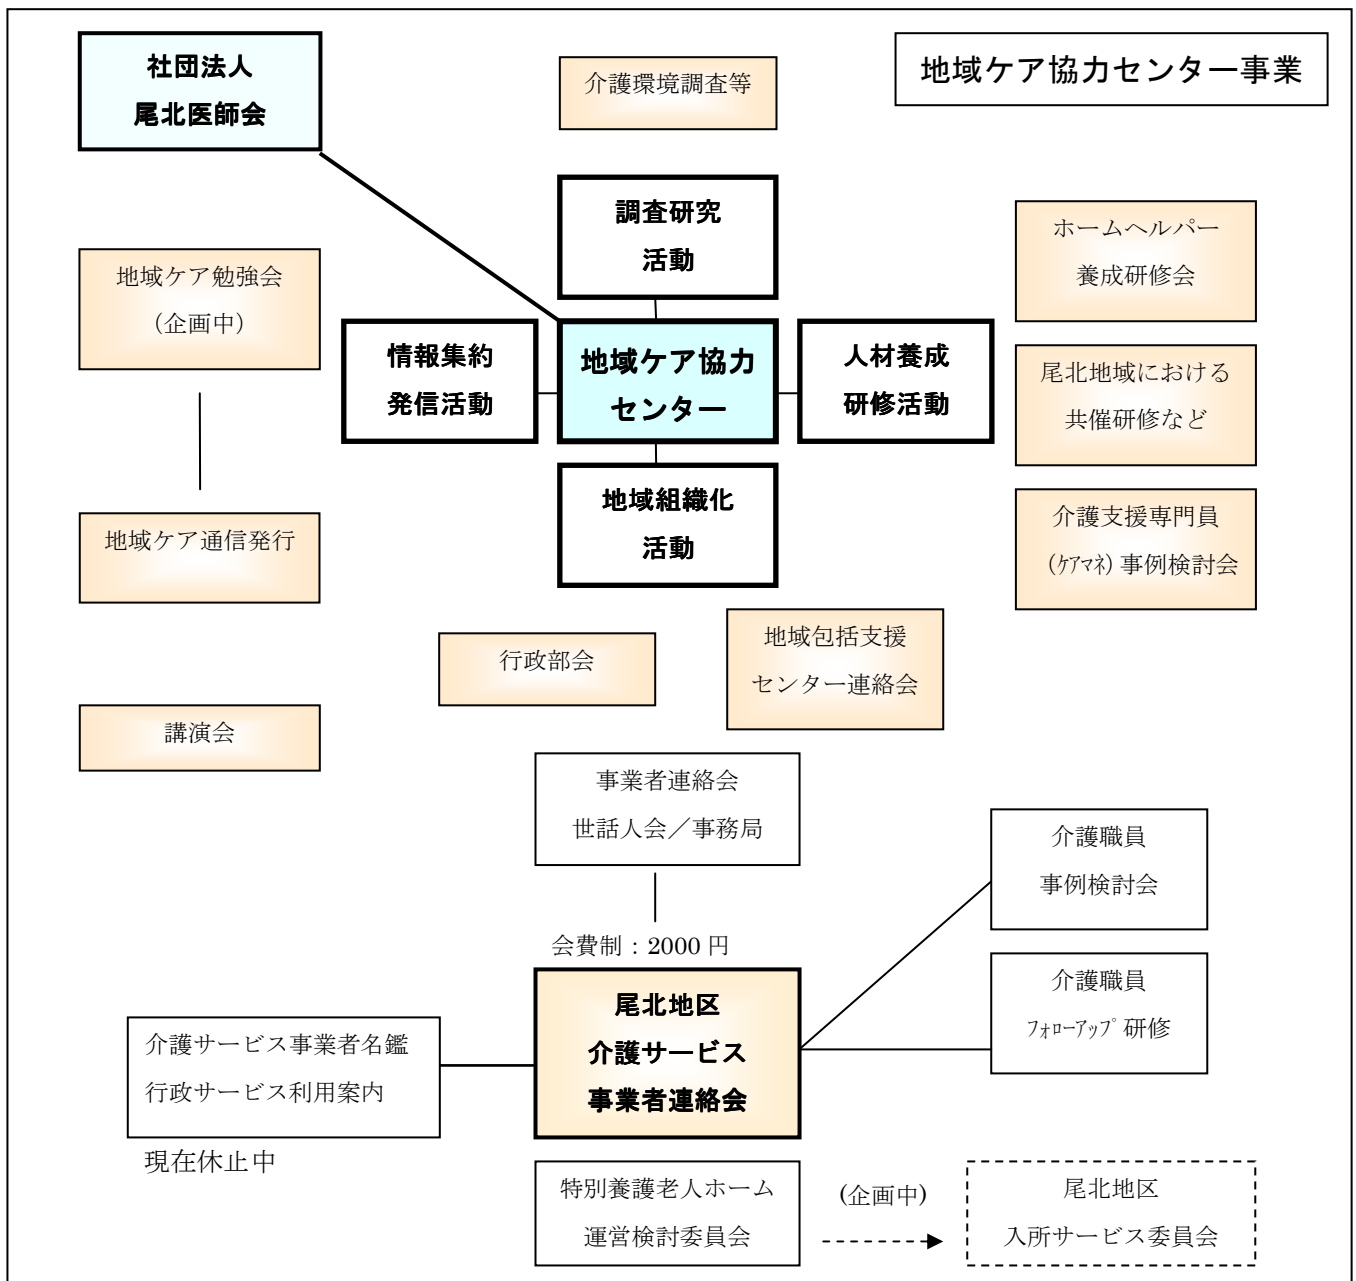 社団法人
尾北医師会
地域ケア協力センター事業
介護環境調査等
調査研究
活動
ホームヘルパー
養成研修会
地域ケア勉強会
（企画中）
情報集約
発信活動
地域ケア協力
センター
人材養成
研修活動
尾北地域における
共催研修など
地域組織化
活動
介護支援専門員
（ｹｱﾏﾈ）事例検討会
地域ケア通信発行
行政部会
地域包括支援
センター連絡会
講演会
事業者連絡会
世話人会／事務局
介護職員
事例検討会
会費制：2000 円
尾北地区
介護サービス
事業者連絡会
介護職員
ﾌｫﾛｰｱｯﾌﾟ研修
介護サービス事業者名鑑
行政サービス利用案内
現在休止中
特別養護老人ホーム
運営検討委員会
(企画中)
尾北地区
入所サービス委員会